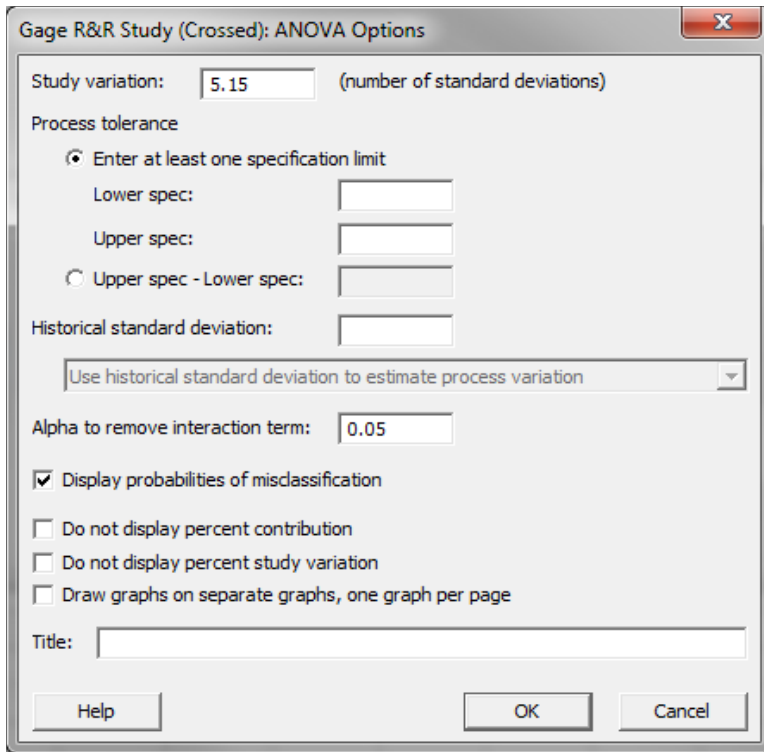 Gage R&R Study (Crossed): ANOVA Options
Study variation: 5.15 (number of standard deviations)
Process tolerance
Enter at least one specification limit
Lower spec:
Upper spec:
Upper spec - Lower spec:
Historical standard deviation:
Use historical standard deviation to estimate process variation
Alpha to remove interaction term: 0.05
Display probabilities of misclassification
Do not display percent contribution
Do not display percent study variation
Draw graphs on separate graphs, one graph per page
Title:
Help OK Cancel